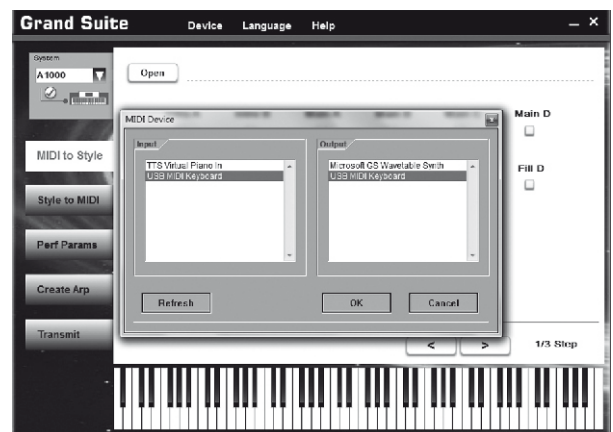 Grand Suite
Device Language Help
System
A1000
Open
MIDI Device
Main D
Input
Output
TTS Virtual Piano In
Microsoft GS Wavetable Synth
USB MIDI Keyboard
USB MIDI Keyboard
MIDI to Style
Fill D
Style to MIDI
Perf Params
Create Arp
Refresh
OK
Cancel
Transmit
< >
1/3 Step